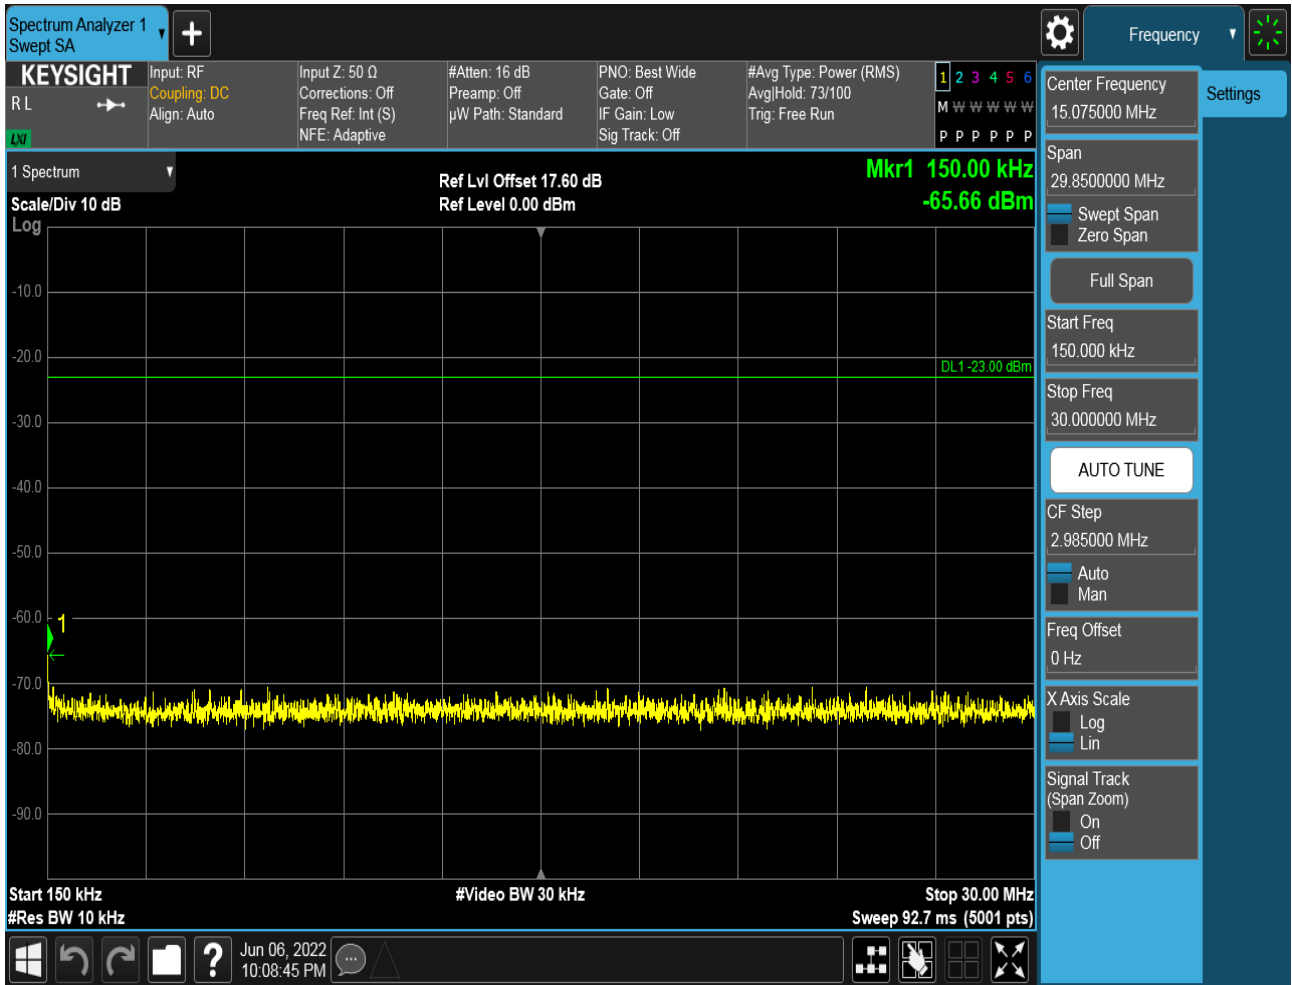 Spectrum Analyzer 1
Swept SA
Frequency
KEYSIGHT
R L
LXI
Input: RF
Coupling: DC
Align: Auto
Input Z: 50 Ω
Corrections: Off
Freq Ref: Int (S)
NFE: Adaptive
#Atten: 16 dB
Preamp: Off
µW Path: Standard
PNO: Best Wide
Gate: Off
IF Gain: Low
Sig Track: Off
#Avg Type: Power (RMS)
Avg|Hold: 73/100
Trig: Free Run
1 2 3 4 5 6
M W W W W W
P P P P P P
1 Spectrum
Scale/Div 10 dB
Log
Ref Lvl Offset 17.60 dB
Ref Level 0.00 dBm
Mkr1 150.00 kHz
-65.66 dBm
-10.0
-20.0
DL1 -23.00 dBm
-30.0
-40.0
-50.0
-60.0
1
-70.0
-80.0
-90.0
Start 150 kHz
#Video BW 30 kHz
Stop 30.00 MHz
#Res BW 10 kHz
Sweep 92.7 ms (5001 pts)
?
Jun 06, 2022
10:08:45 PM
Center Frequency
15.075000 MHz
Settings
Span
29.8500000 MHz
Swept Span
Zero Span
Full Span
Start Freq
150.000 kHz
Stop Freq
30.000000 MHz
AUTO TUNE
CF Step
2.985000 MHz
Auto
Man
Freq Offset
0 Hz
X Axis Scale
Log
Lin
Signal Track
(Span Zoom)
On
Off